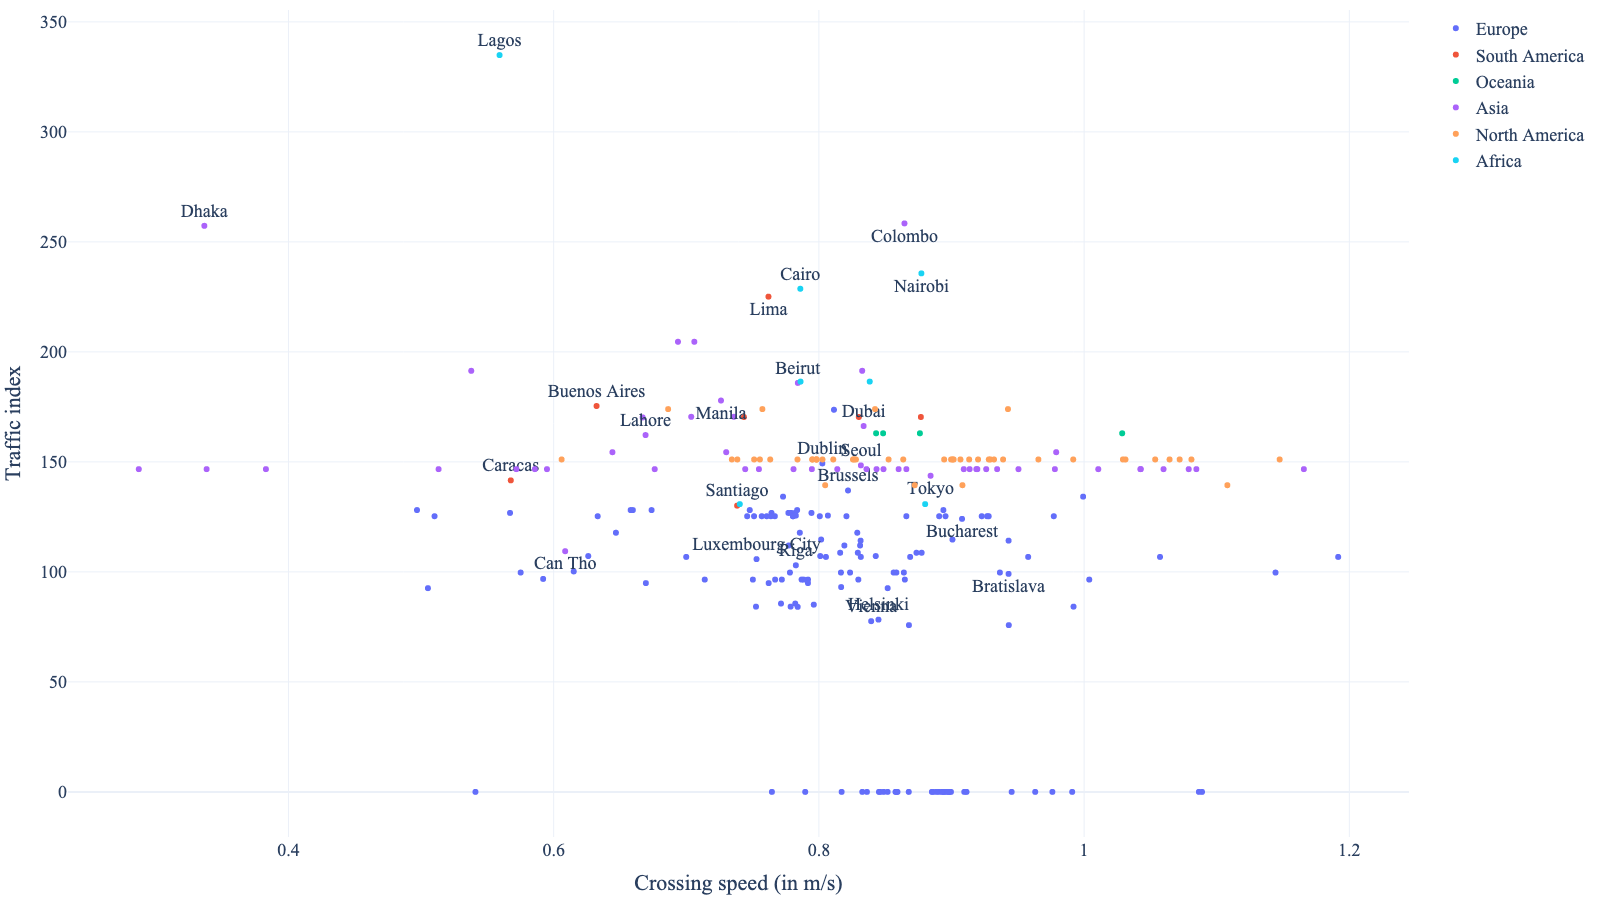 350
300
250
200
150
100
50
0
0.4
0.6
0.8
1
1.2
Traffic index
Crossing speed (in m/s)
Europe
South America
Oceania
Asia
North America
Africa
Lagos
Dhaka
Colombo
Cairo
Nairobi
Lima
Beirut
Buenos Aires
Lahore
Manila
Dubai
Dublin
Seoul
Caracas
Brussels
Santiago
Tokyo
Bucharest
Luxembourg City
Riga
Can Tho
Bratislava
Helsinki
Vienna